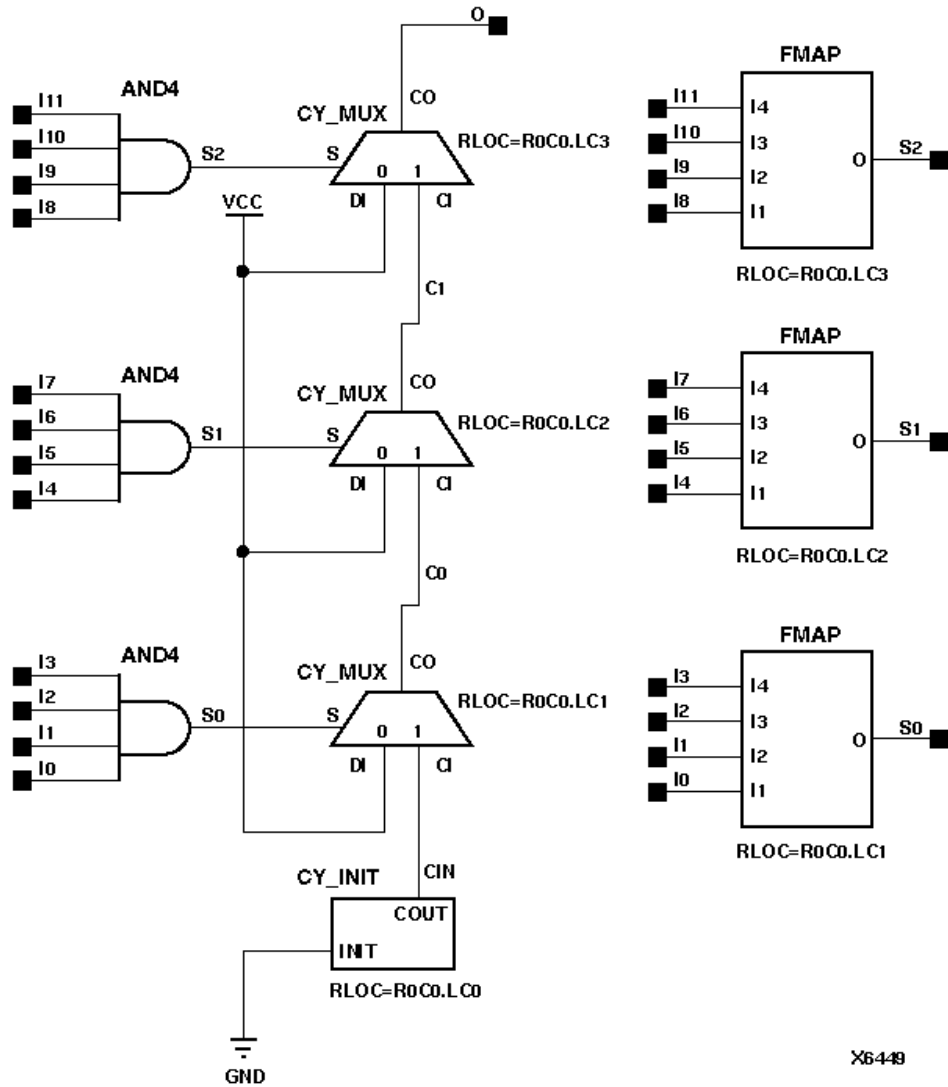 O
FMAP
AND4
I11
CO
I11
I4
CY_MUX
RLOC=R0C0.LC3
I10
I10
I3
S2
S
O
S2
I9
0 1
I9
I2
I8
VCC
DI
CI
I8
I1
RLOC=R0C0.LC3
C1
FMAP
AND4
I7
CO
I7
I4
CY_MUX
RLOC=R0C0.LC2
I6
I6
I3
S1
S
O
S1
I5
0 1
I5
I2
I4
DI
CI
I4
I1
RLOC=R0C0.LC2
C0
FMAP
AND4
I3
CO
I3
I4
CY_MUX
RLOC=R0C0.LC1
I2
I2
I3
S0
S
O
S0
I1
0 1
I1
I2
I0
DI
CI
I0
I1
RLOC=R0C0.LC1
CY_INIT
CIN
COUT
INIT
RLOC=R0C0.LC0
GND
X6449